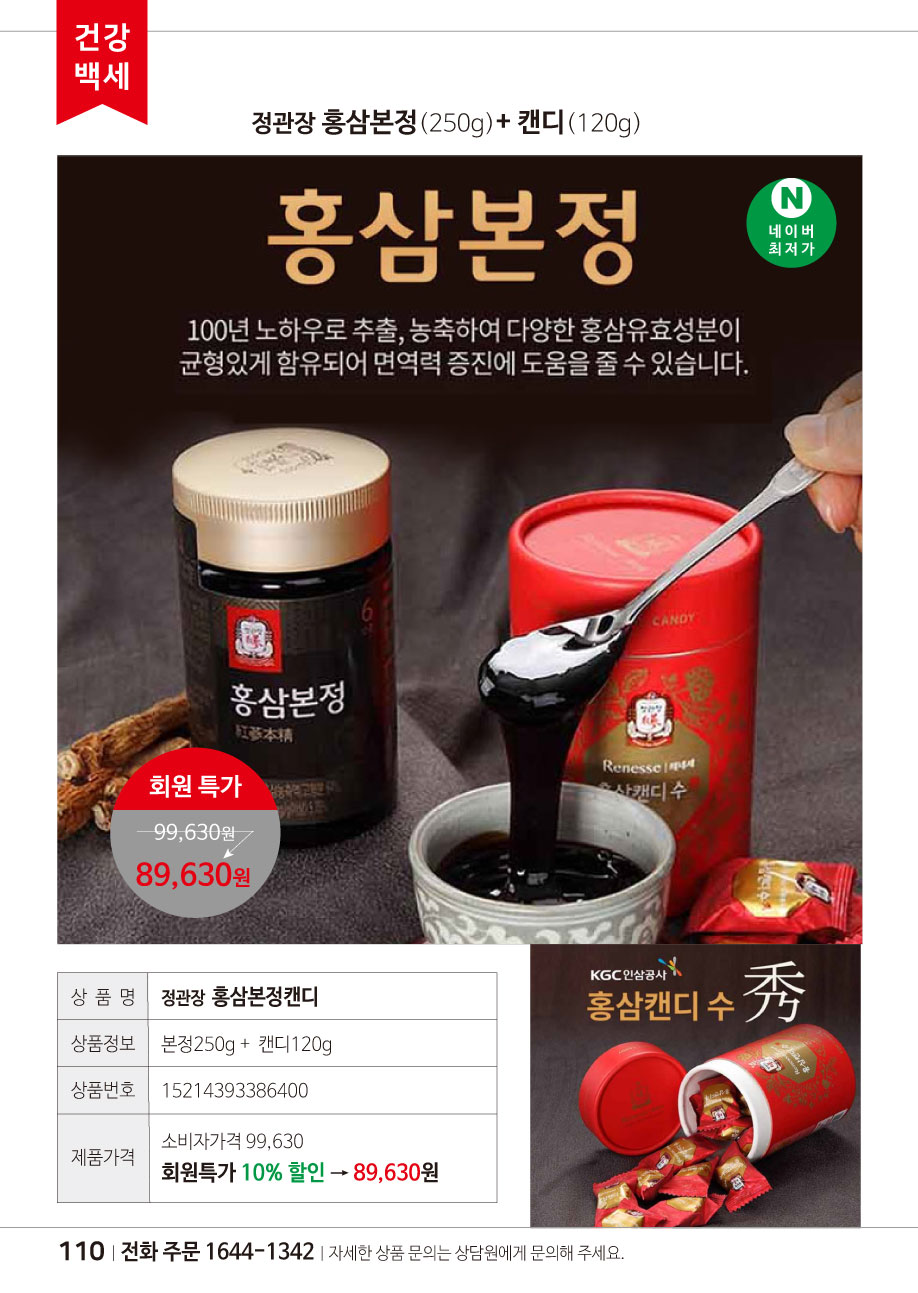 건강
백세
정관장 홍삼본정(250g)+ 캔디(120g)
홍삼본정
N
네이버
최저가
100년 노하우로 추출, 농축하여 다양한 홍삼유효성분이
균형있게 함유되어 면역력 증진에 도움을 줄 수 있습니다.
CANDY
정관장
홍삼본정
紅蔘本精
정관장
Renesse | 레네세
홍삼캔디 수
회원 특가
99,630원
89,630원
KGC 인삼공사
홍삼캔디 수 秀
상 품 명 정관장 홍삼본정캔디
상품정보 본정250g + 캔디120g
상품번호 15214393386400
제품가격 소비자가격 99,630
회원특가 10% 할인 → 89,630원
110 | 전화 주문 1644-1342 | 자세한 상품 문의는 상담원에게 문의해 주세요.